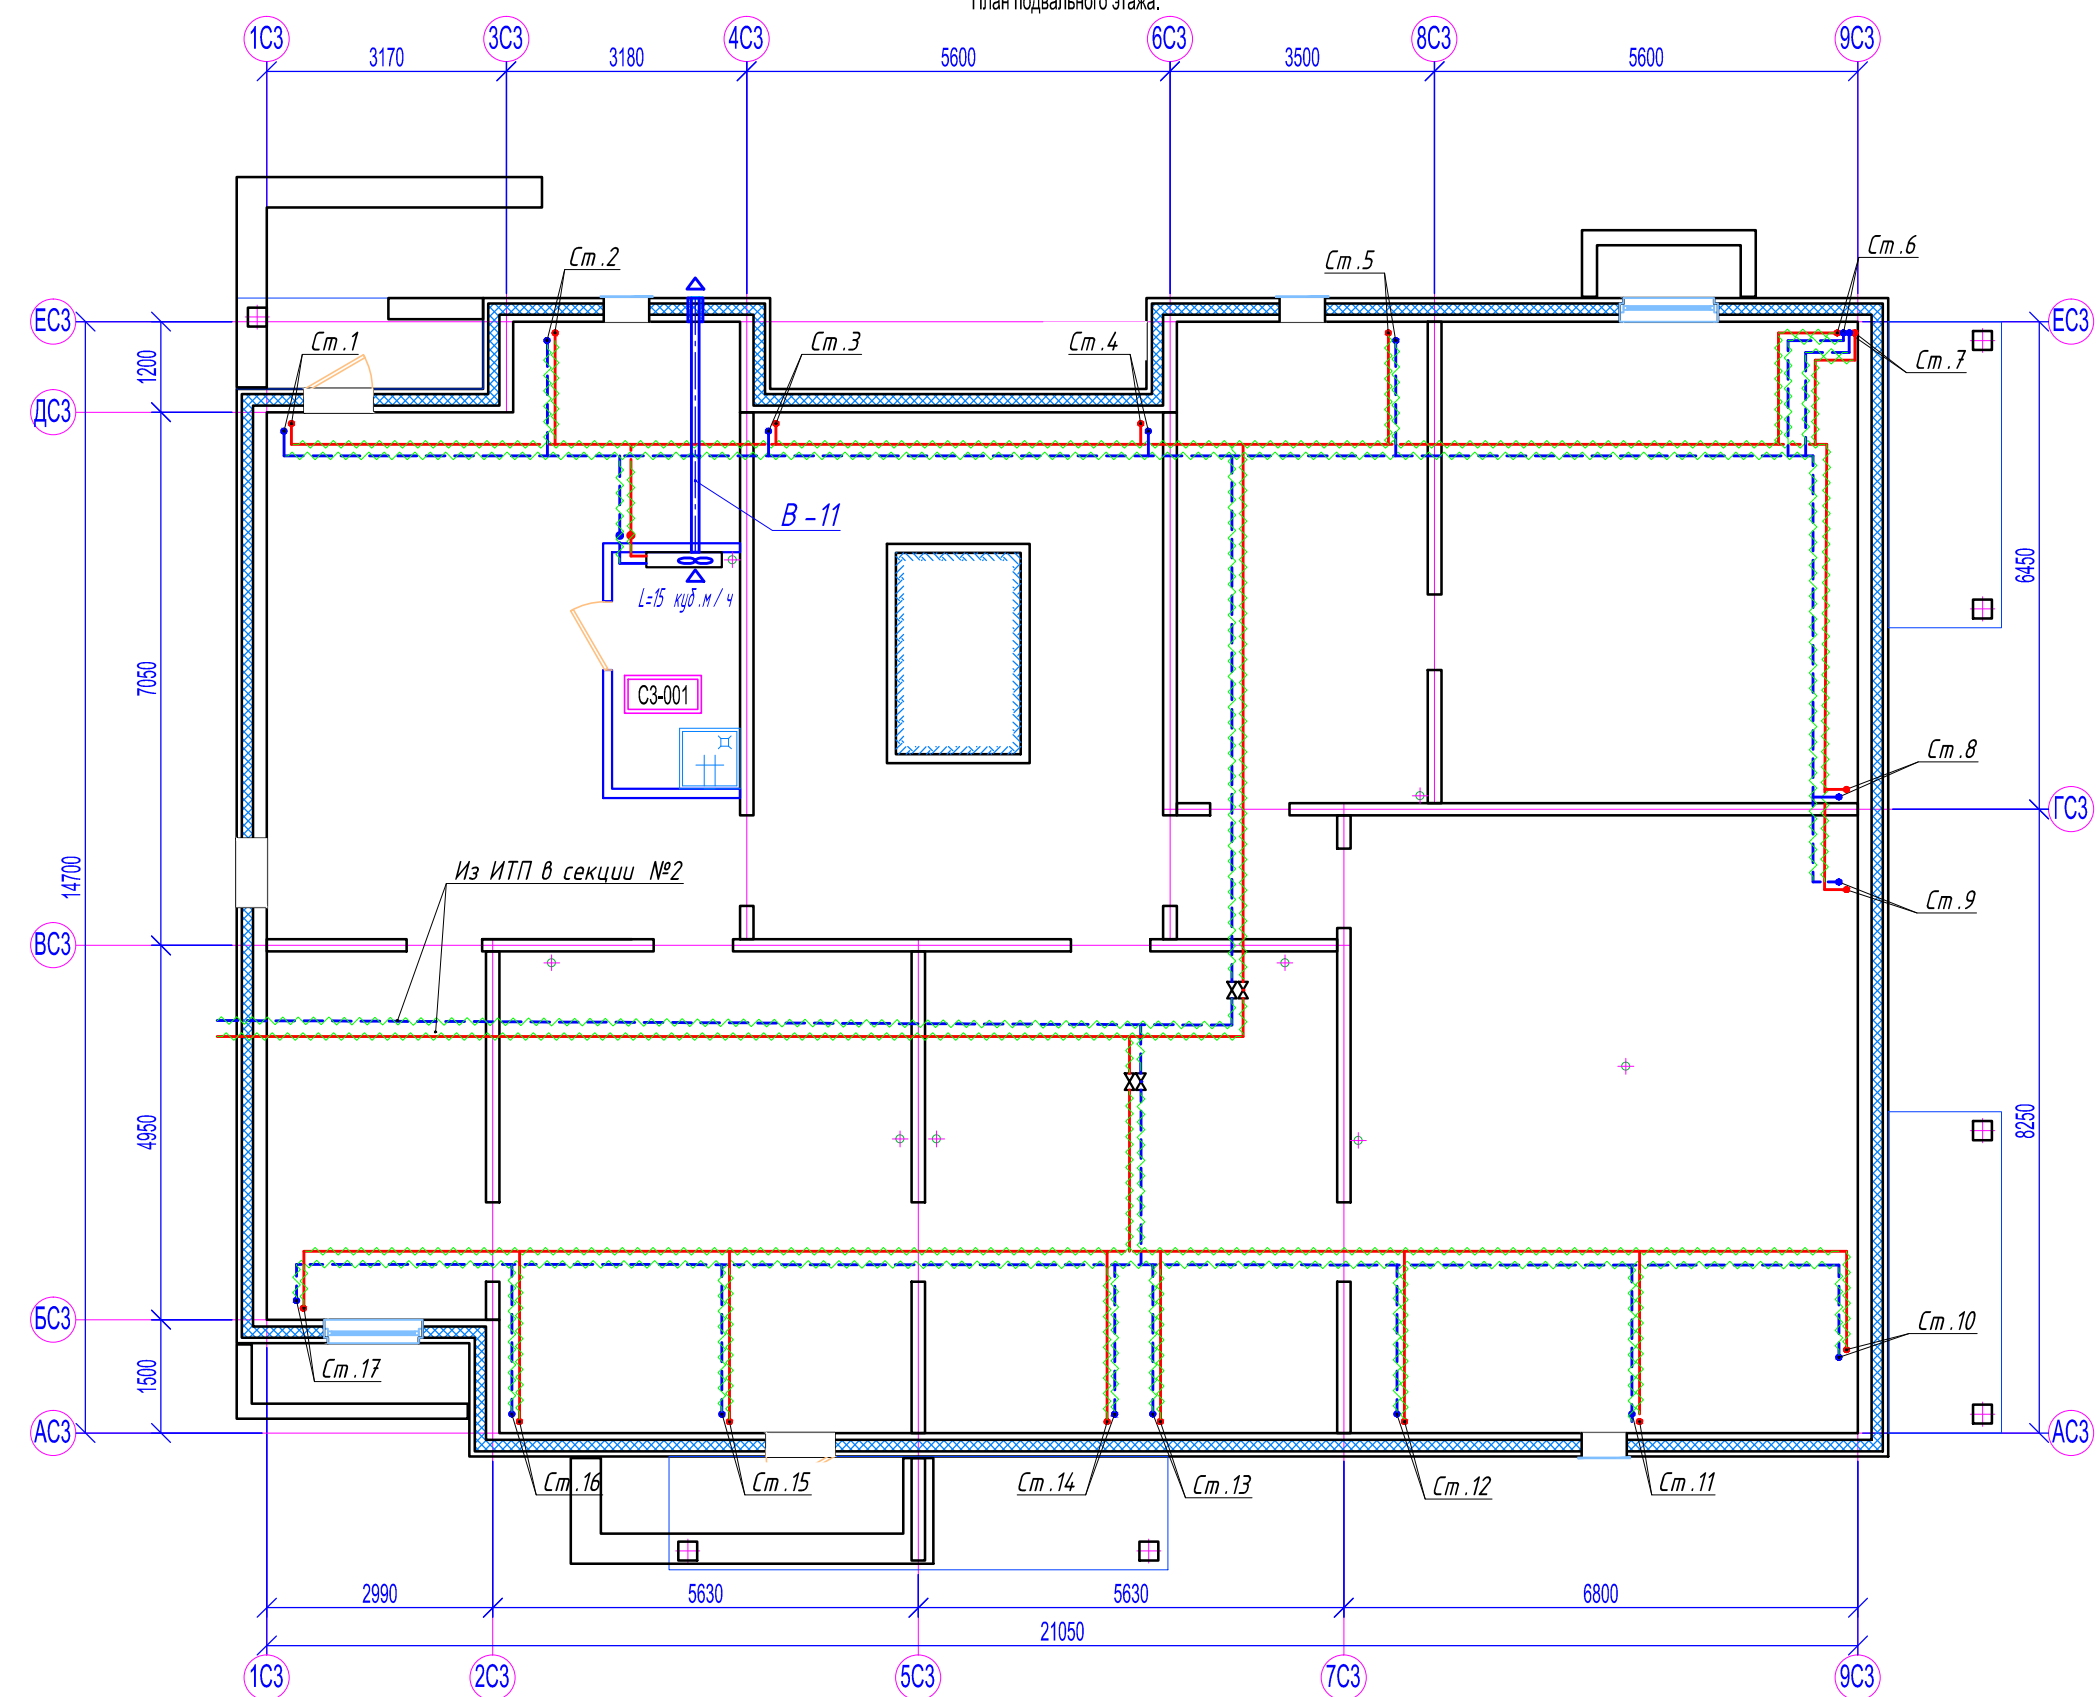 План подвального этажа.
1С3 3С3 4С3 6С3 8С3 9С3
3170 3180 5600 3500 5600
Ст.2 Ст.5 Ст.6
ЕС3 Ст.1 Ст.3 Ст.4 ЕС3
1200 Ст.7
ДС3
В-11
6450
L=15 куб.м/ч
7050 С3-001
Ст.8
ГС3
14700 Из ИТП в секции №2
Ст.9
ВС3
4950 8250
БС3 Ст.10
1500 Ст.17
АС3 АС3
Ст.16 Ст.15 Ст.14 Ст.13 Ст.12 Ст.11
2990 5630 5630 6800
21050
1С3 2С3 5С3 7С3 9С3